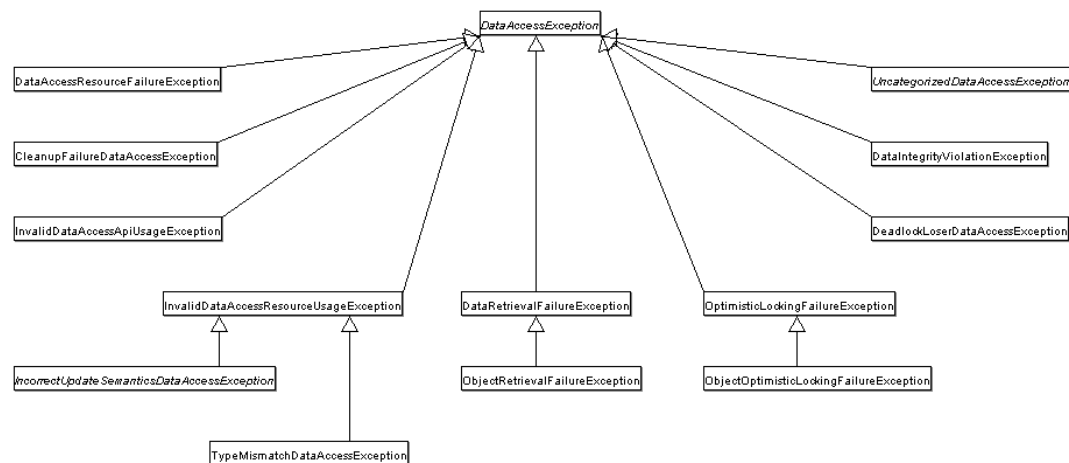 DataAccessException
DataAccessResourceFailureException
UncategorizedDataAccessException
CleanupFailureDataAccessException
DataIntegrityViolationException
InvalidDataAccessApiUsageException
DeadlockLoserDataAccessException
InvalidDataAccessResourceUsageException
DataRetrievalFailureException
OptimisticLockingFailureException
IncorrectUpdateSemanticsDataAccessException
ObjectRetrievalFailureException
ObjectOptimisticLockingFailureException
TypeMismatchDataAccessException